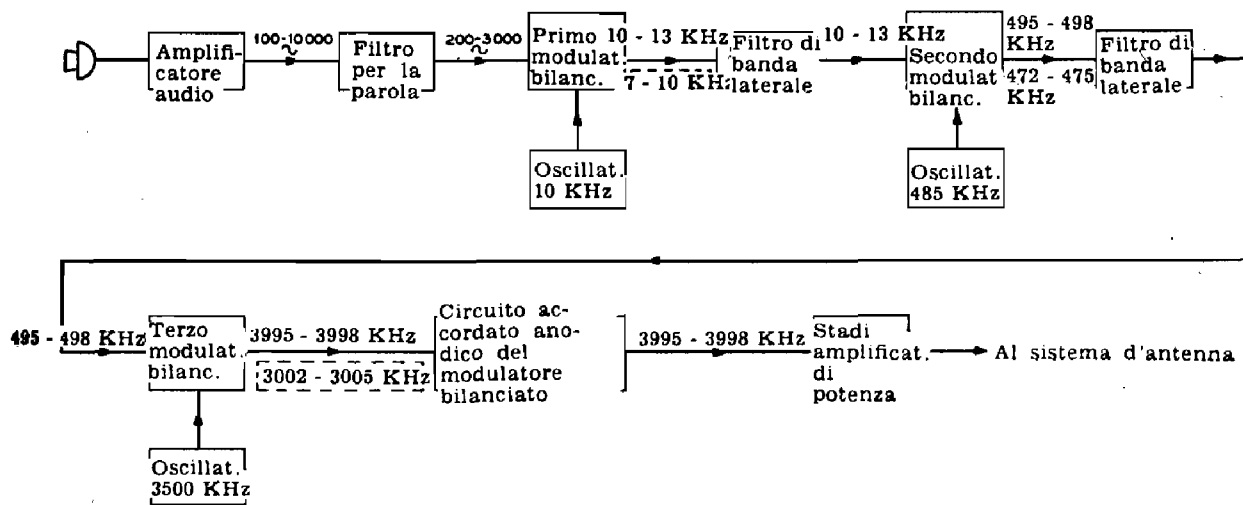 Amplifi-
catore
audio
100-10000
Filtro
per la
parola
200-3000
Primo
modulat
bilanc.
10 - 13 KHz
7 - 10 KHz
Filtro di
banda
laterale
10 - 13 KHz
Secondo
modulat
bilanc.
495 - 498
KHz
472 - 475
KHz
Filtro di
banda
laterale
Oscillat.
10 KHz
Oscillat.
485 KHz
495 - 498 KHz
Terzo
modulat.
bilanc.
3995 - 3998 KHz
3002 - 3005 KHz
Circuito ac-
cordato ano-
dico del
modulatore
bilanciato
3995 - 3998 KHz
Stadi
amplificat.
di
potenza
Al sistema d'antenna
Oscillat.
3500 KHz